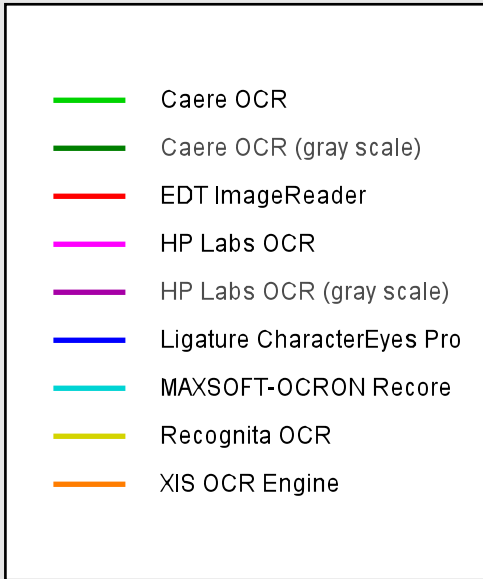 Caere OCR
Caere OCR (gray scale)
EDT ImageReader
HP Labs OCR
HP Labs OCR (gray scale)
Ligature CharacterEyes Pro
MAXSOFT-OCRON Recore
Recognita OCR
XIS OCR Engine